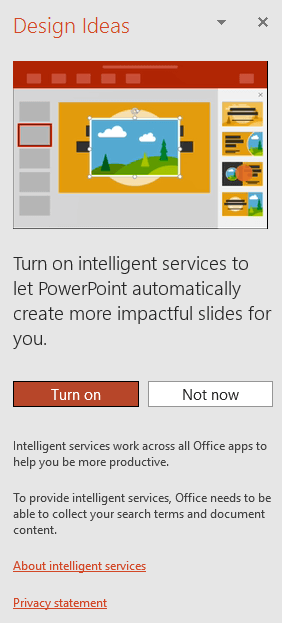 Design Ideas
Turn on intelligent services to
let PowerPoint automatically
create more impactful slides for
you.
Turn on
Not now
Intelligent services work across all Office apps to
help you be more productive.
To provide intelligent services, Office needs to be
able to collect your search terms and document
content.
About intelligent services
Privacy statement